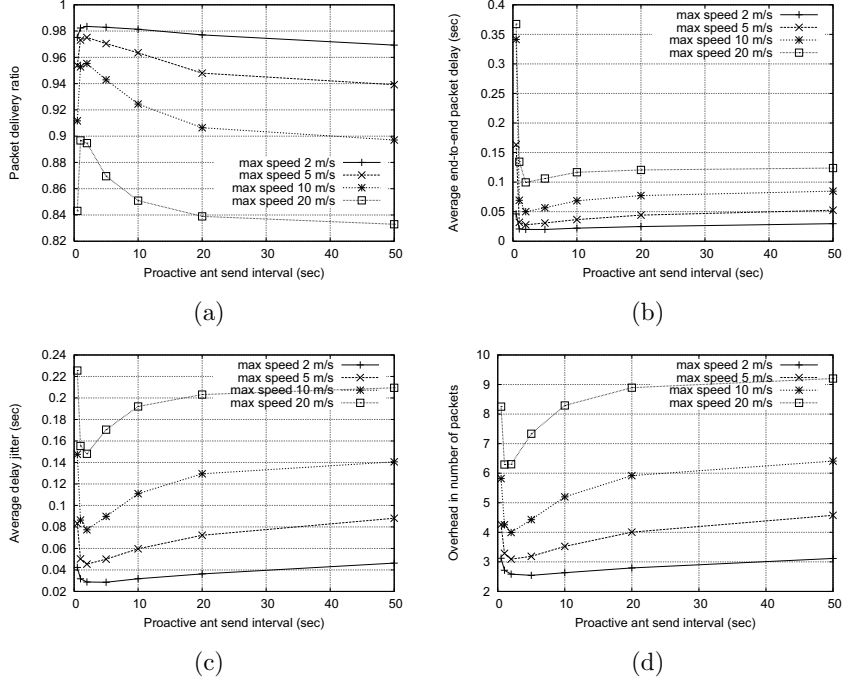 1
0.98
0.96
0.94
0.92
0.9
0.88
0.86
0.84
0.82
0 10 20 30 40 50
Packet delivery ratio
Proactive ant send interval (sec)
max speed 2 m/s
max speed 5 m/s
max speed 10 m/s
max speed 20 m/s
(a)
0.4
0.35
0.3
0.25
0.2
0.15
0.1
0.05
0
0 10 20 30 40 50
Average end-to-end packet delay (sec)
Proactive ant send interval (sec)
max speed 2 m/s
max speed 5 m/s
max speed 10 m/s
max speed 20 m/s
(b)
0.24
0.22
0.2
0.18
0.16
0.14
0.12
0.1
0.08
0.06
0.04
0.02
0 10 20 30 40 50
Average delay jitter (sec)
Proactive ant send interval (sec)
max speed 2 m/s
max speed 5 m/s
max speed 10 m/s
max speed 20 m/s
(c)
10
9
8
7
6
5
4
3
2
0 10 20 30 40 50
Overhead in number of packets
Proactive ant send interval (sec)
max speed 2 m/s
max speed 5 m/s
max speed 10 m/s
max speed 20 m/s
(d)